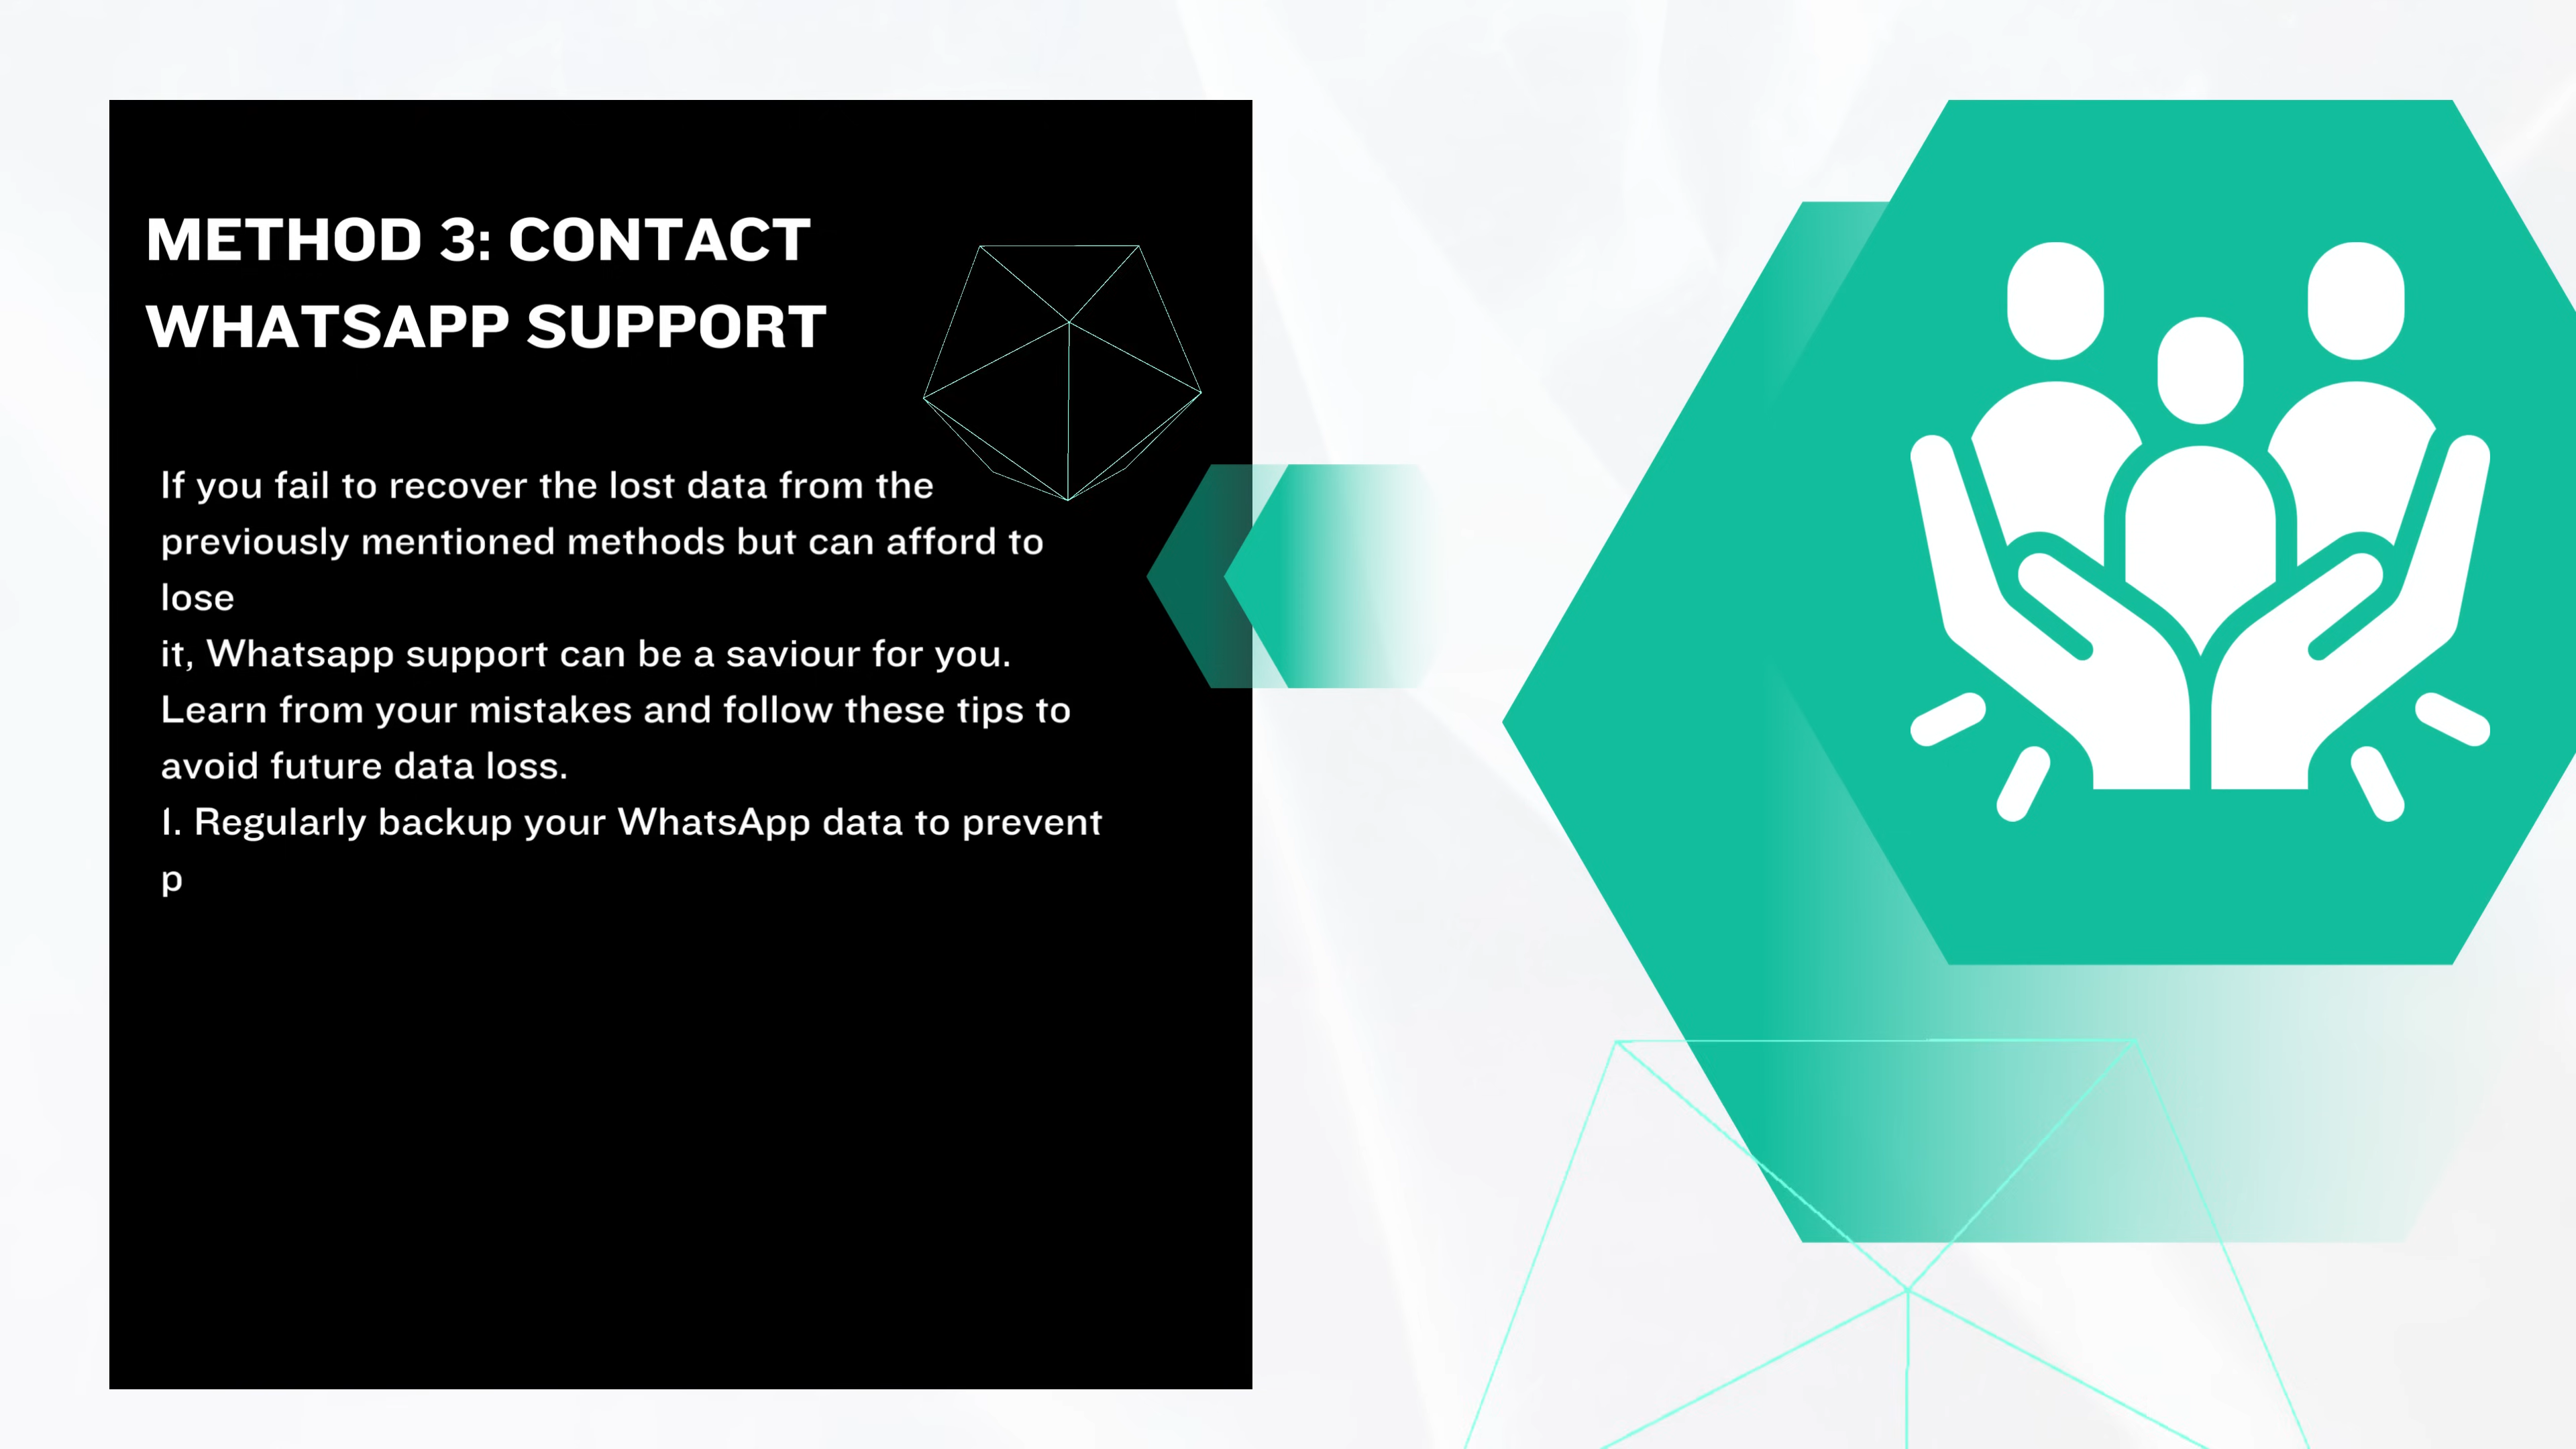 METHOD 3: CONTACT
WHATSAPP SUPPORT
If you fail to recover the lost data from the
previously mentioned methods but can afford to
lose
it, Whatsapp support can be a saviour for you.
Learn from your mistakes and follow these tips to
avoid future data loss.
1. Regularly backup your WhatsApp data to prevent
p